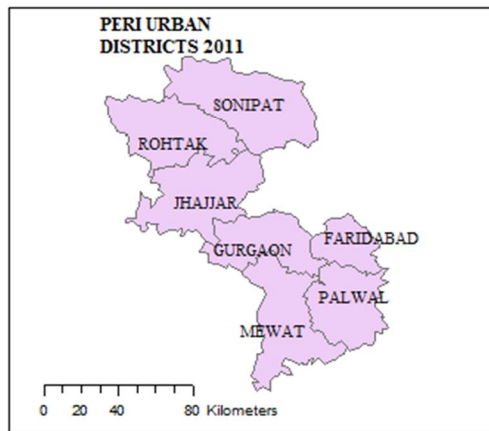 PERI URBAN
DISTRICTS 2011
SONIPAT
ROHTAK
JHAJJAR
GURGAON
FARIDABAD
PALWAL
MEWAT
0 20 40 80 Kilometers